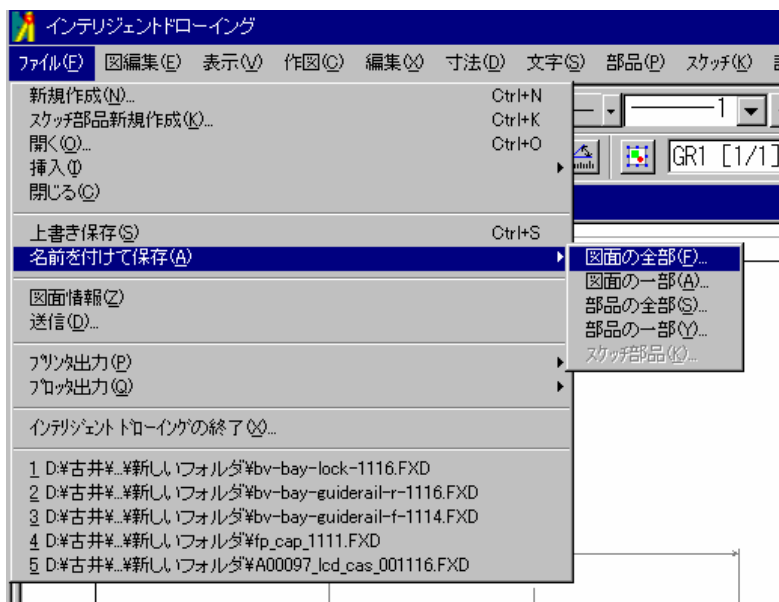 インテリジェントドローイング
ファイル(F) 図編集(E) 表示(V) 作図(C) 編集(X) 寸法(D) 文字(S) 部品(P) スケッチ(K)
新規作成(N)... Ctrl+N
スケッチ部品新規作成(K)... Ctrl+K
開く(O)... Ctrl+O
挿入(I)
閉じる(C)
1
GR1 [1/1]
上書き保存(S) Ctrl+S
名前を付けて保存(A)
図面の全部(F)...
図面の一部(A)...
部品の全部(S)...
部品の一部(Y)...
スケッチ部品(K)...
図面情報(Z)
送信(D)...
プリンタ出力(P)
プロッタ出力(Q)
インテリジェント ドローイングの終了(X)...
1 D:¥古井¥...¥新しいフォルダ¥bv-bay-lock-1116.FXD
2 D:¥古井¥...¥新しいフォルダ¥bv-bay-guiderail-r-1116.FXD
3 D:¥古井¥...¥新しいフォルダ¥bv-bay-guiderail-f-1114.FXD
4 D:¥古井¥...¥新しいフォルダ¥fp_cap_1111.FXD
5 D:¥古井¥...¥新しいフォルダ¥A00097_lcd_cas_001116.FXD